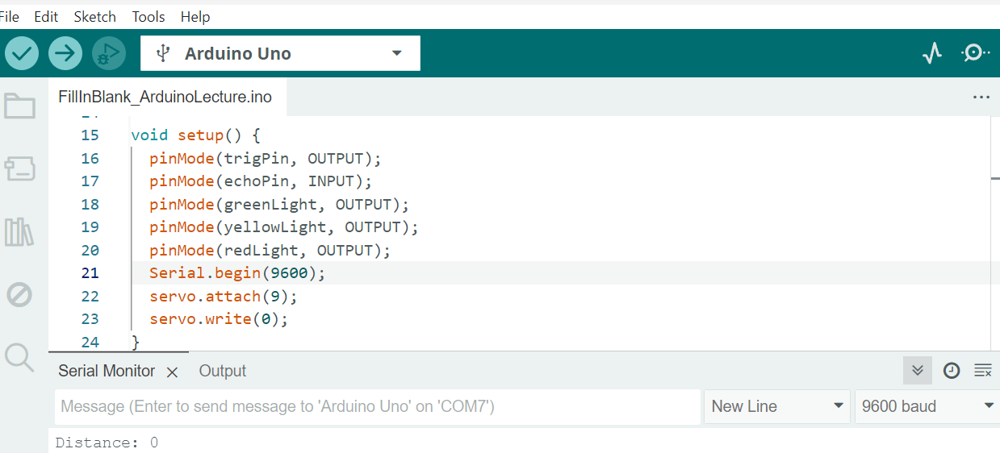 File Edit Sketch Tools Help
Arduino Uno
FillInBlank_ArduinoLecture.ino
15 void setup() {
16 pinMode(trigPin, OUTPUT);
17 pinMode(echoPin, INPUT);
18 pinMode(greenLight, OUTPUT);
19 pinMode(yellowLight, OUTPUT);
20 pinMode(redLight, OUTPUT);
21 Serial.begin(9600);
22 servo.attach(9);
23 servo.write(0);
24 }
Serial Monitor Output
Message (Enter to send message to 'Arduino Uno' on 'COM7') New Line 9600 baud
Distance: 0